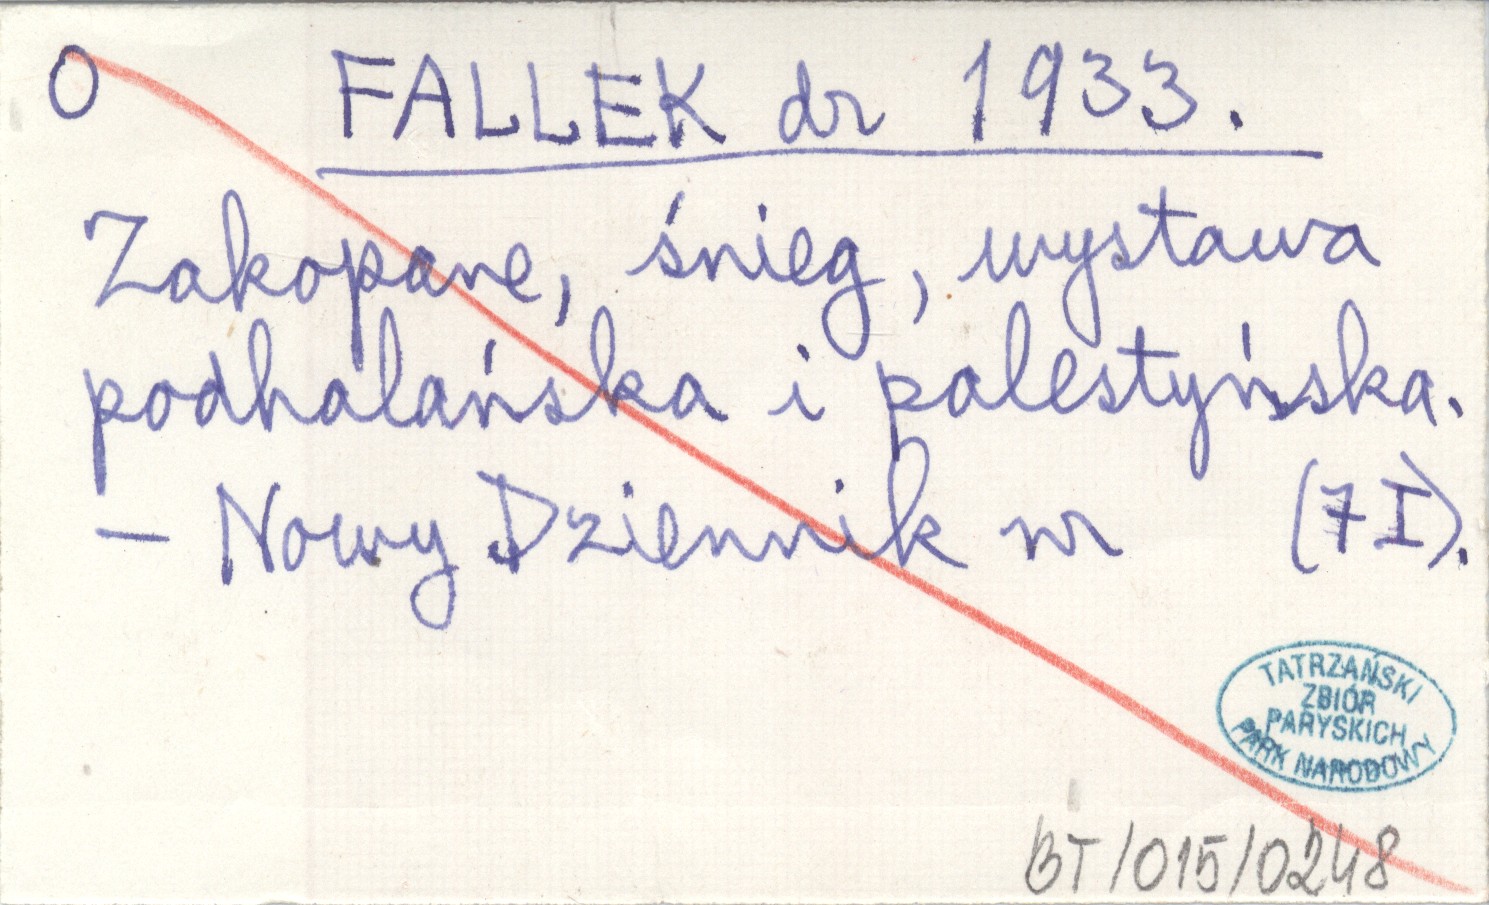 O FALLEK dr 1933.
Zakopane, śnieg, wystawa
podhalańska i palestyńska.
— Nowy Dziennik nr (7 I).
TATRZAŃSKI
ZBIÓR
PARYSKICH
PARK NARODOWY
BT/015/0248